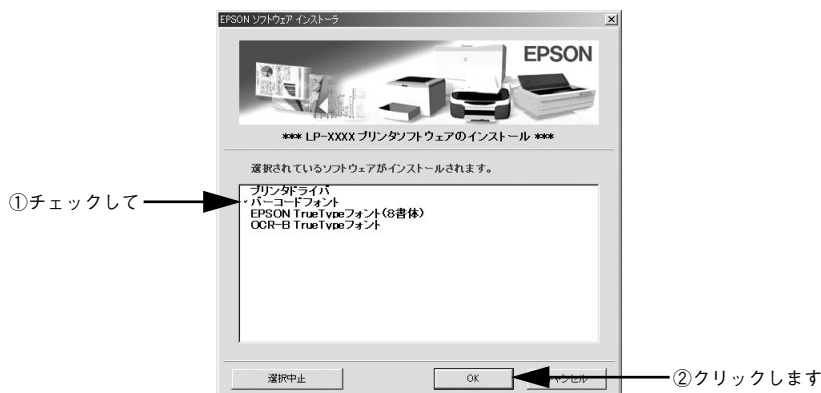 EPSON ソフトウェア インストーラ
EPSON
*** LP-XXXX プリンタソフトウェアのインストール ***
選択されているソフトウェアがインストールされます。
プリンタドライバ
①チェックして
バーコードフォント
EPSON TrueTypeフォント(8書体)
OCR-B TrueTypeフォント
選択中止
OK
②クリックします